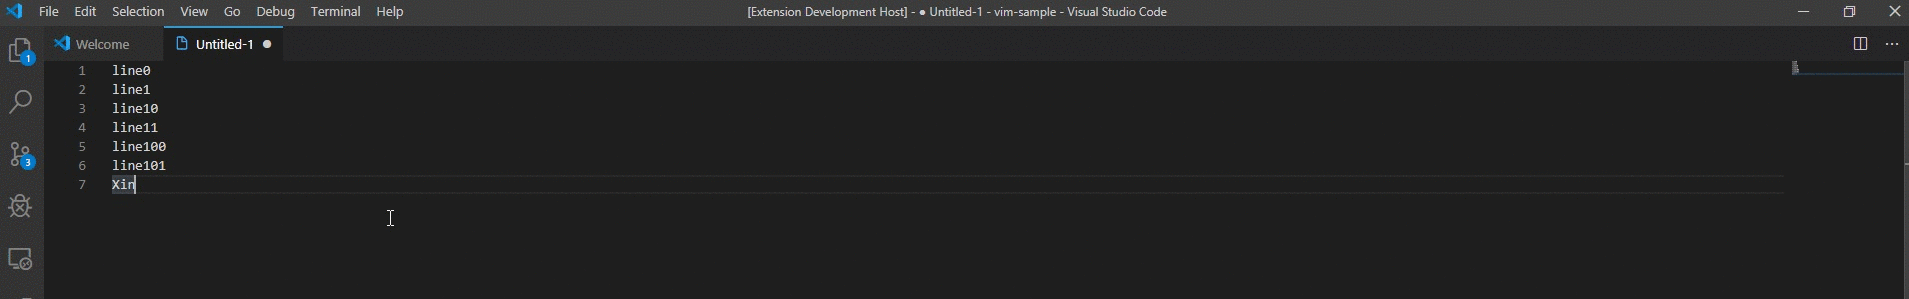 File Edit Selection View Go Debug Terminal Help [Extension Development Host] - ● Untitled-1 - vim-sample - Visual Studio Code
Welcome Untitled-1 ●
1 line0
2 line1
3 line10
4 line11
5 line100
6 line101
7 Xin
1
3